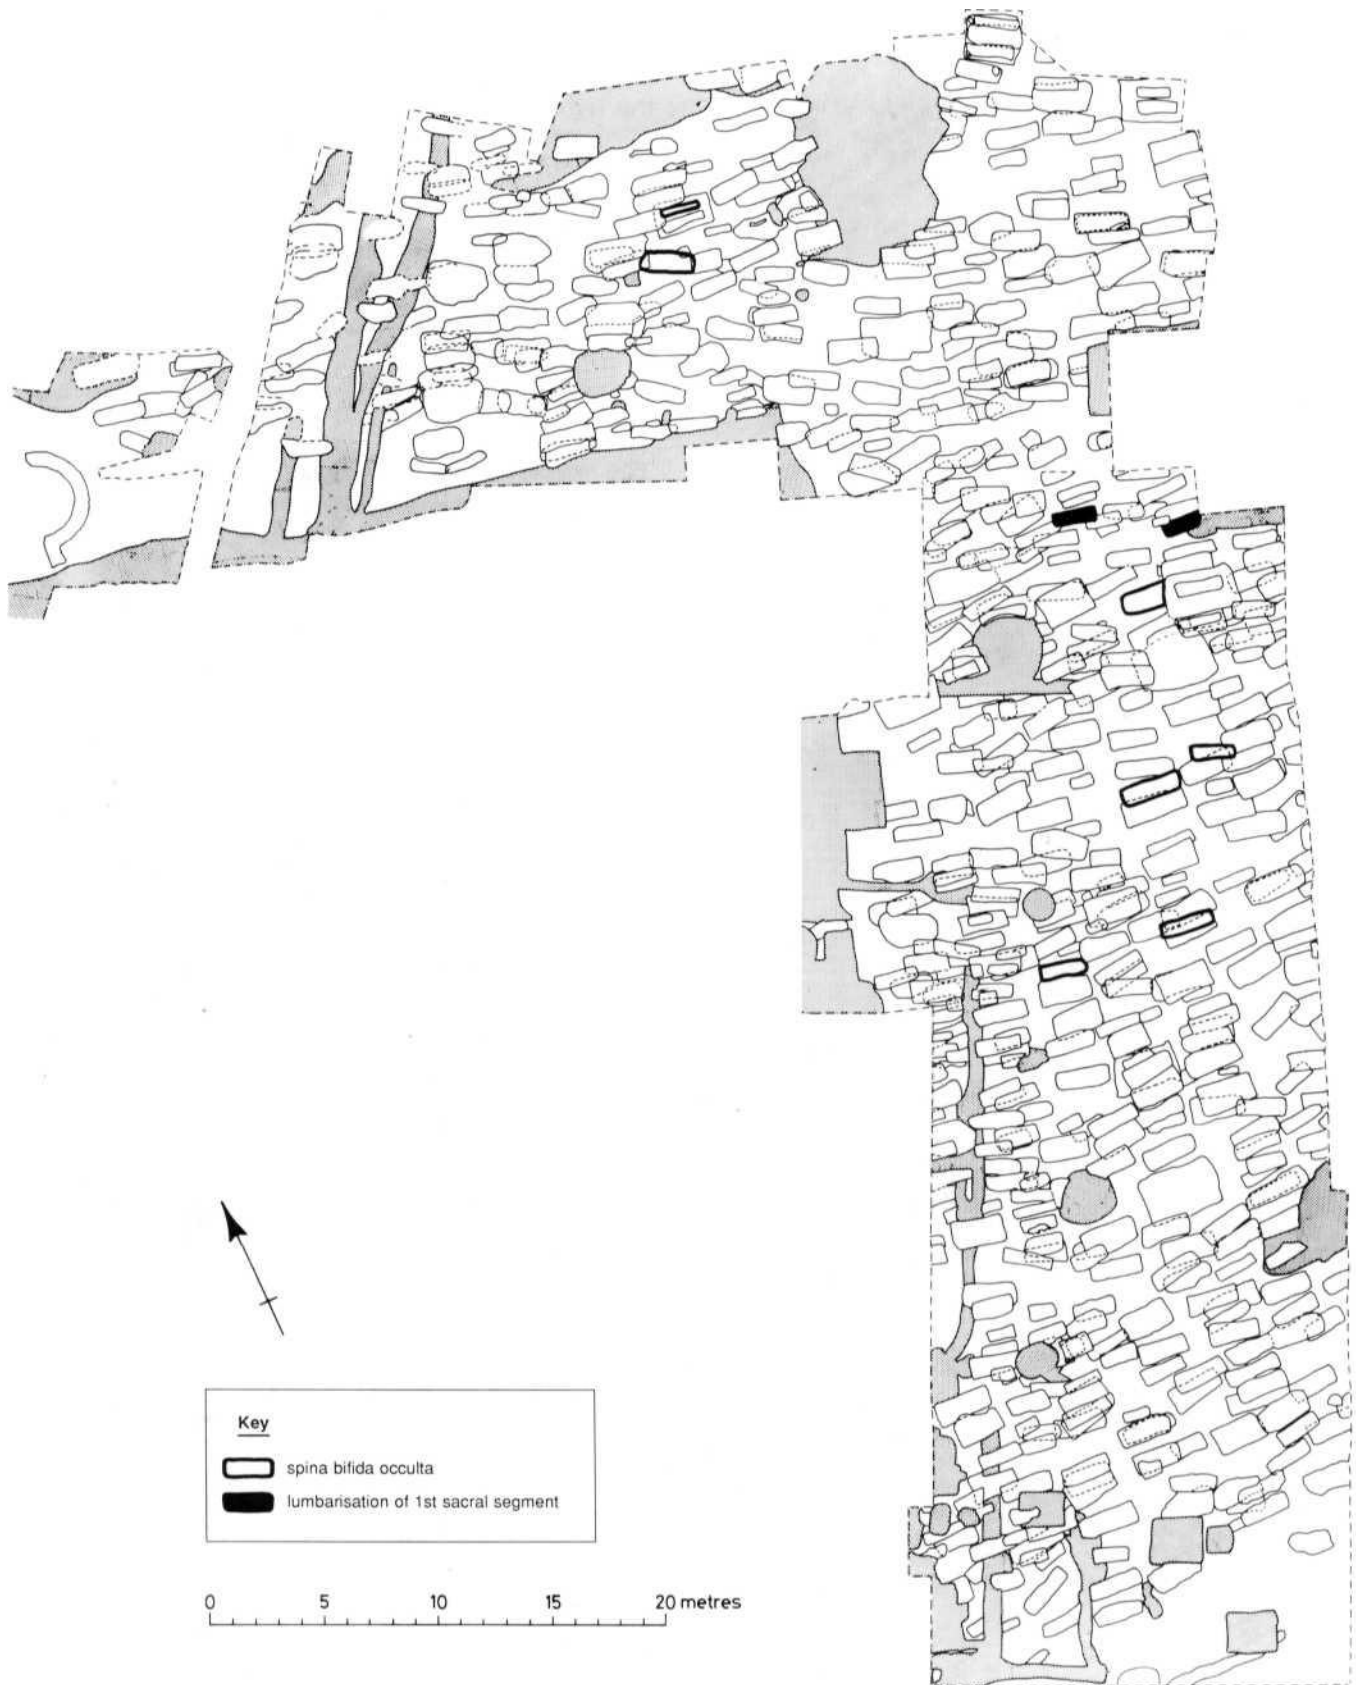 Key
spina bifida occulta
lumbarisation of 1st sacral segment
0 5 10 15 20 metres